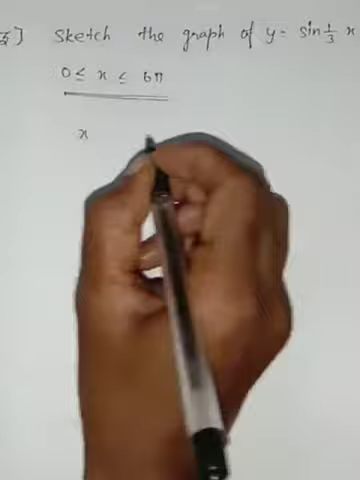 Sketch the graph of y = sin 1/3 x
0 ≤ x ≤ 6π
x